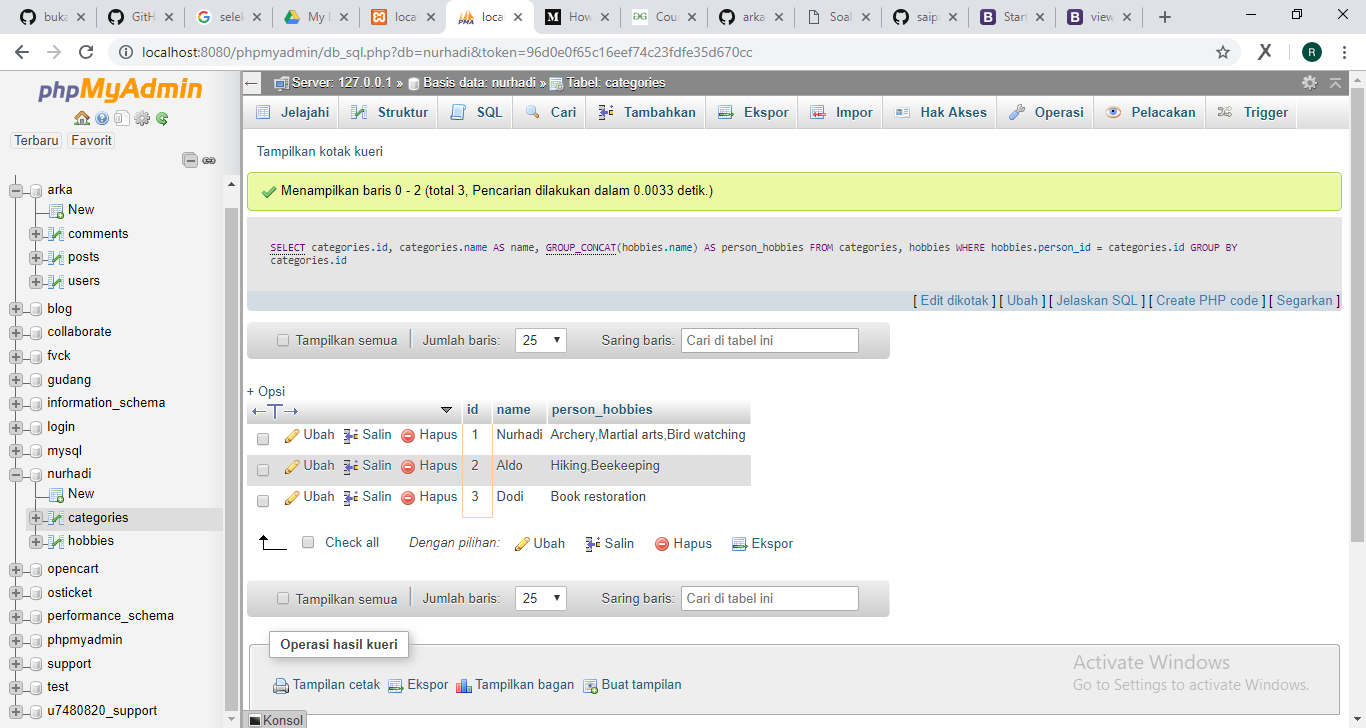 buka
GitH
selel
My D
local
local
How
Cou
arka
Soal
saip
Start
view
localhost:8080/phpmyadmin/db_sql.php?db=nurhadi&token=96d0e0f65c16eef74c23fdfe35d670cc
R
phpMyAdmin
Terbaru Favorit
arka
New
comments
posts
users
blog
collaborate
fvck
gudang
information_schema
login
mysql
nurhadi
New
categories
hobbies
opencart
osticket
performance_schema
phpmyadmin
support
test
u7480820_support
Server: 127.0.0.1 » Basis data: nurhadi » Tabel: categories
Jelajahi Struktur SQL Cari Tambahkan Ekspor Impor Hak Akses Operasi Pelacakan Trigger
Tampilkan kotak kueri
Menampilkan baris 0 - 2 (total 3, Pencarian dilakukan dalam 0.0033 detik.)
SELECT categories.id, categories.name AS name, GROUP_CONCAT(hobbies.name) AS person_hobbies FROM categories, hobbies WHERE hobbies.person_id = categories.id GROUP BY
categories.id
[ Edit dikotak ] [ Ubah ] [ Jelaskan SQL ] [ Create PHP code ] [ Segarkan ]
Tampilkan semua Jumlah baris: 25 Saring baris: Cari di tabel ini
+ Opsi
id name person_hobbies
Ubah Salin Hapus 1 Nurhadi Archery,Martial arts,Bird watching
Ubah Salin Hapus 2 Aldo Hiking,Beekeeping
Ubah Salin Hapus 3 Dodi Book restoration
Check all Dengan pilihan: Ubah Salin Hapus Ekspor
Tampilkan semua Jumlah baris: 25 Saring baris: Cari di tabel ini
Operasi hasil kueri
Tampilan cetak Ekspor Tampilkan bagan Buat tampilan
Activate Windows
Go to Settings to activate Windows.
Konsol